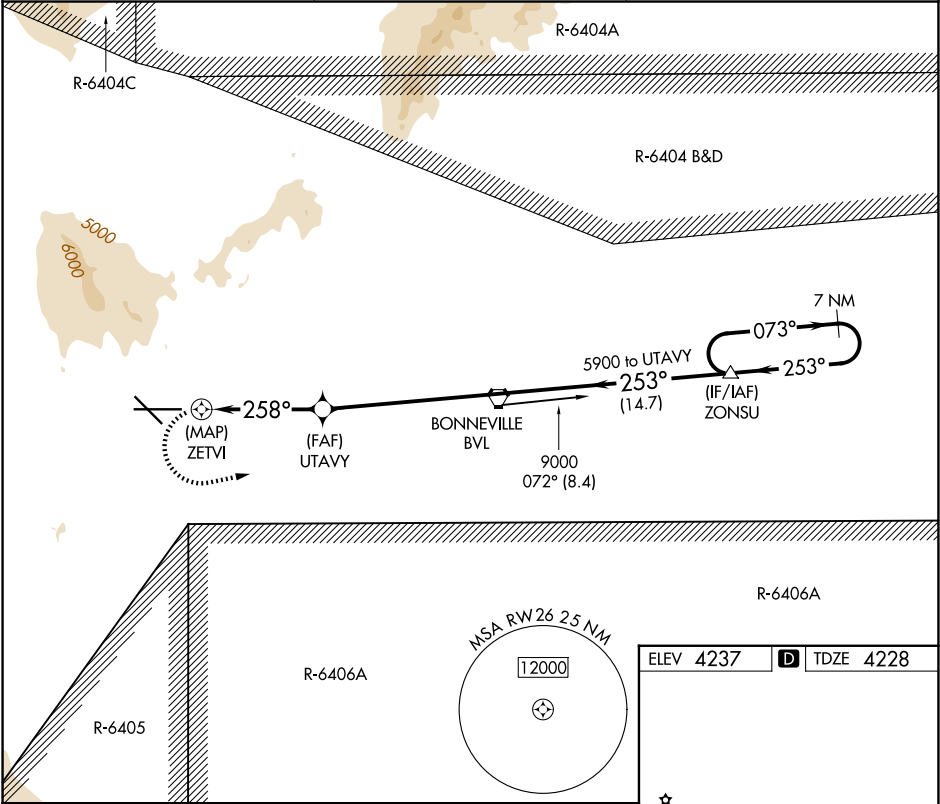 R-6404A
R-6404C
R-6404 B&D
5000
6000
7 NM
073°
5900 to UTAVY
253°
253°
(14.7)
(IF/IAF)
ZONSU
258°
(MAP)
ZETVI
(FAF)
UTAVY
BONNEVILLE
BVL
9000
072° (8.4)
R-6406A
MSA RW26 25 NM
12000
R-6406A
R-6405
ELEV 4237 D TDZE 4228